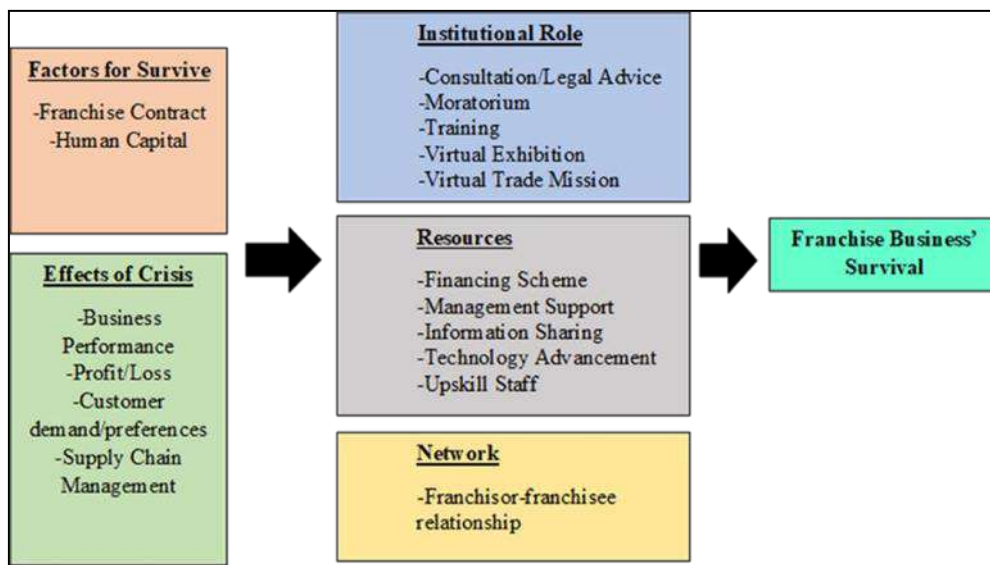 Factors for Survive
-Franchise Contract
-Human Capital
Effects of Crisis
-Business
Performance
-Profit/Loss
-Customer
demand/preferences
-Supply Chain
Management
Institutional Role
-Consultation/Legal Advice
-Moratorium
-Training
-Virtual Exhibition
-Virtual Trade Mission
Resources
-Financing Scheme
-Management Support
-Information Sharing
-Technology Advancement
-Upskill Staff
Network
-Franchisor-franchisee
relationship
Franchise Business’
Survival